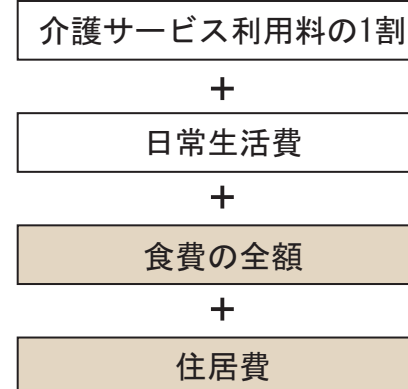 介護サービス利用料の1割
+
日常生活費
+
食費の全額
+
住居費